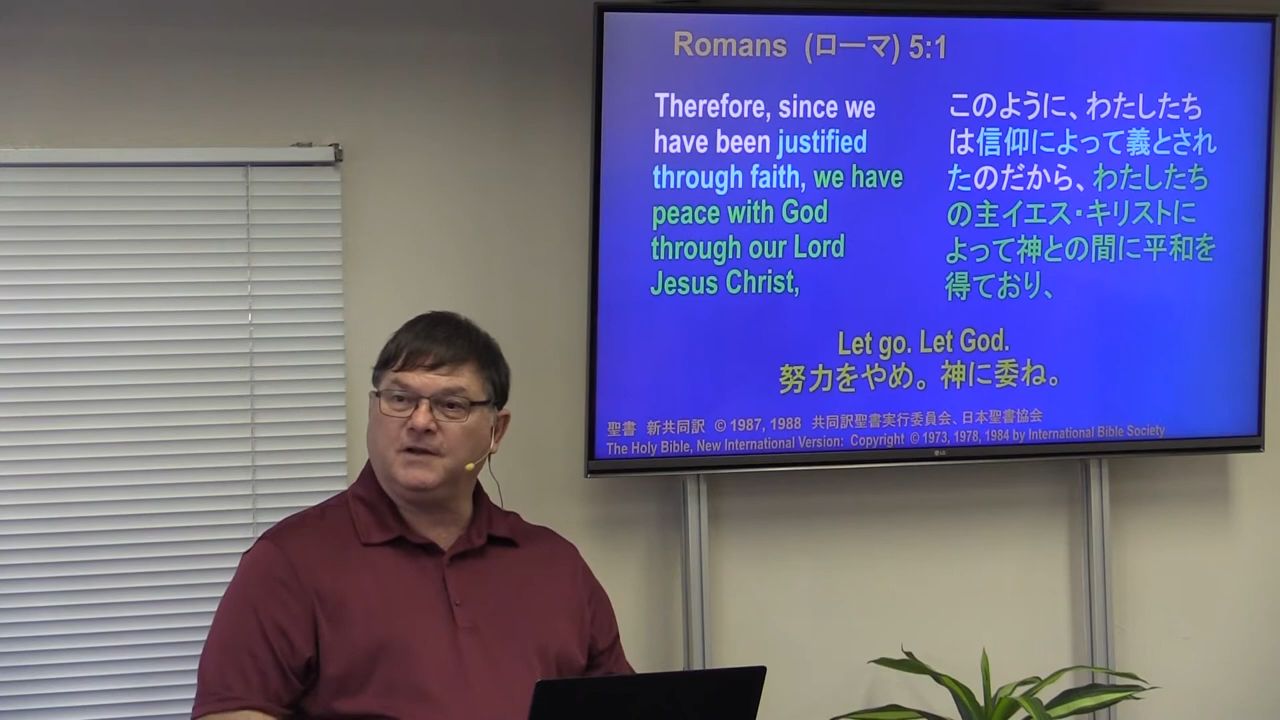 Romans (ローマ) 5:1
Therefore, since we
have been justified
through faith, we have
peace with God
through our Lord
Jesus Christ,
このように、わたしたち
は信仰によって義とされ
たのだから、わたしたち
の主イエス・キリストに
よって神との間に平和を
得ており、
Let go. Let God.
努力をやめ。神に委ね。
聖書 新共同訳 © 1987, 1988 共同訳聖書実行委員会、日本聖書協会
The Holy Bible, New International Version: Copyright © 1973, 1978, 1984 by International Bible Society
LG